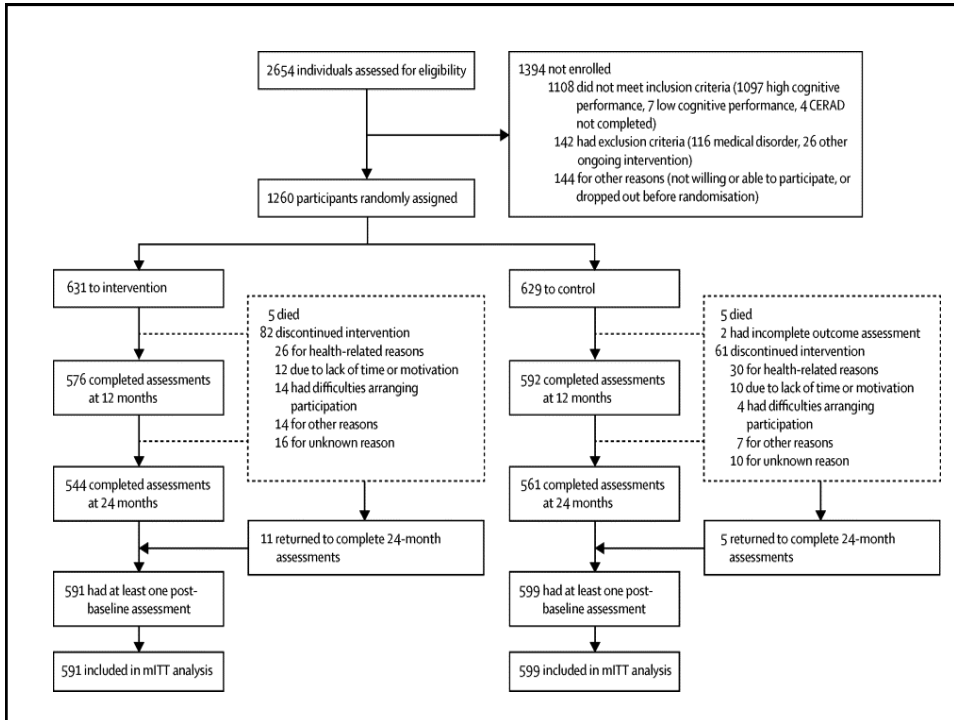 2654 individuals assessed for eligibility
1394 not enrolled
1108 did not meet inclusion criteria (1097 high cognitive
performance, 7 low cognitive performance, 4 CERAD
not completed)
142 had exclusion criteria (116 medical disorder, 26 other
ongoing intervention)
144 for other reasons (not willing or able to participate, or
dropped out before randomisation)
1260 participants randomly assigned
631 to intervention
5 died
82 discontinued intervention
26 for health-related reasons
12 due to lack of time or motivation
14 had difficulties arranging
participation
14 for other reasons
16 for unknown reason
576 completed assessments
at 12 months
544 completed assessments
at 24 months
11 returned to complete 24-month
assessments
591 had at least one post-
baseline assessment
591 included in mITT analysis
629 to control
5 died
2 had incomplete outcome assessment
61 discontinued intervention
30 for health-related reasons
10 due to lack of time or motivation
4 had difficulties arranging
participation
7 for other reasons
10 for unknown reason
592 completed assessments
at 12 months
561 completed assessments
at 24 months
5 returned to complete 24-month
assessments
599 had at least one post-
baseline assessment
599 included in mITT analysis